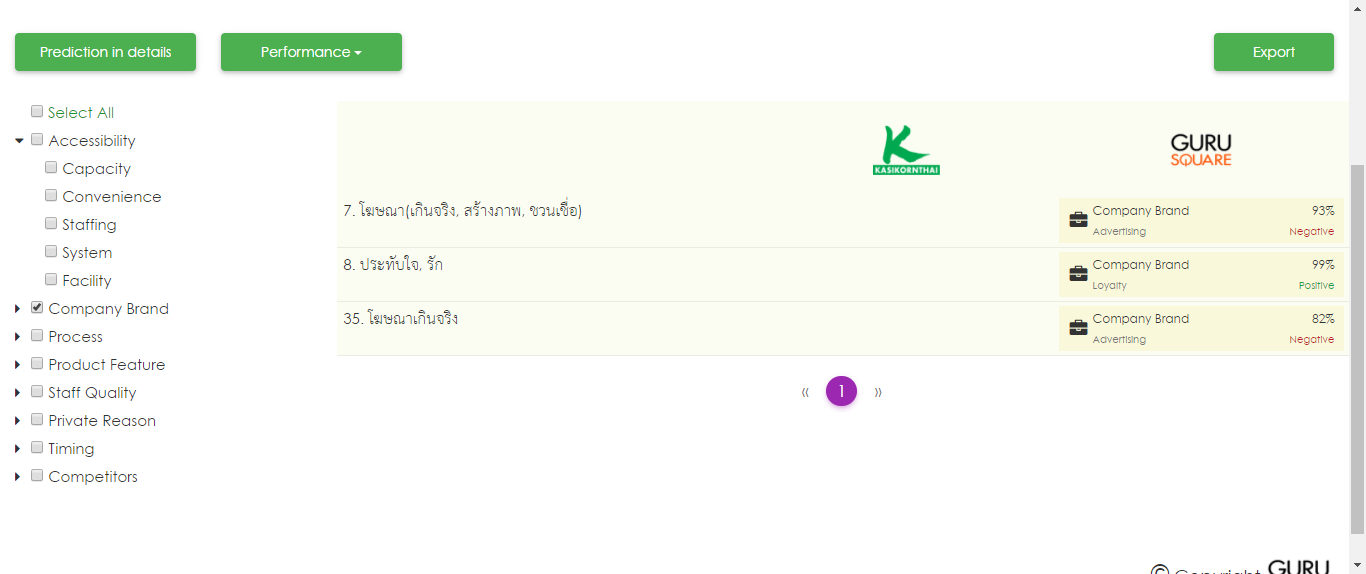 Prediction in details
Performance
Export
Select All
Accessibility
Capacity
Convenience
Staffing
System
Facility
Company Brand
Process
Product Feature
Staff Quality
Private Reason
Timing
Competitors
K
KASIKORNTHAI
GURU
SQUARE
7. โฆษณา(เกินจริง, สร้างภาพ, ชวนเชื่อ)
Company Brand 93%
Advertising Negative
8. ประทับใจ, รัก
Company Brand 99%
Loyalty Positive
35. โฆษณาเกินจริง
Company Brand 82%
Advertising Negative
« 1 »
© Copyright GURU